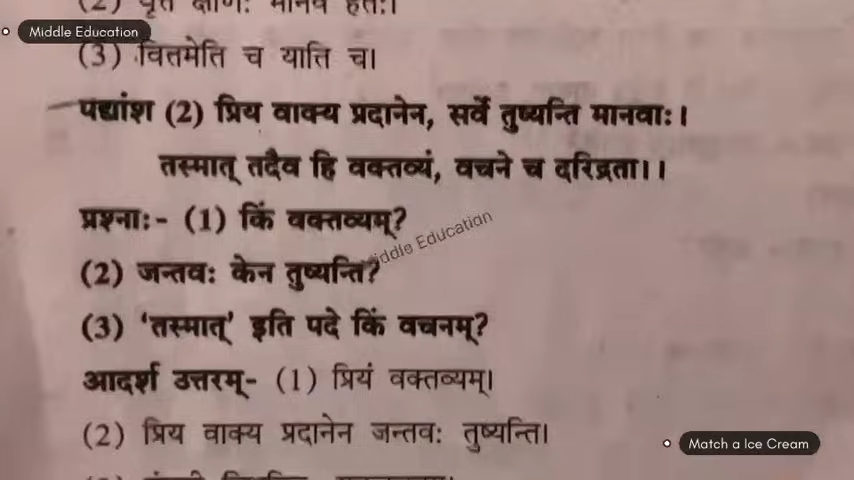 Middle Education
(3) वित्तमेति च यात्ति च।
पद्यांश (2) प्रिय वाक्य प्रदानेन, सर्वे तुष्यन्ति मानवाः।
तस्मात् तदैव हि वक्तव्यं, वचने च दरिद्रता।।
प्रश्नाः- (1) किं वक्तव्यम्?
Middle Education
(2) जन्तवः केन तुष्यन्ति?
(3) 'तस्मात्' इति पदे किं वचनम्?
आदर्श उत्तरम्- (1) प्रियं वक्तव्यम्।
(2) प्रिय वाक्य प्रदानेन जन्तवः तुष्यन्ति।
Match a Ice Cream